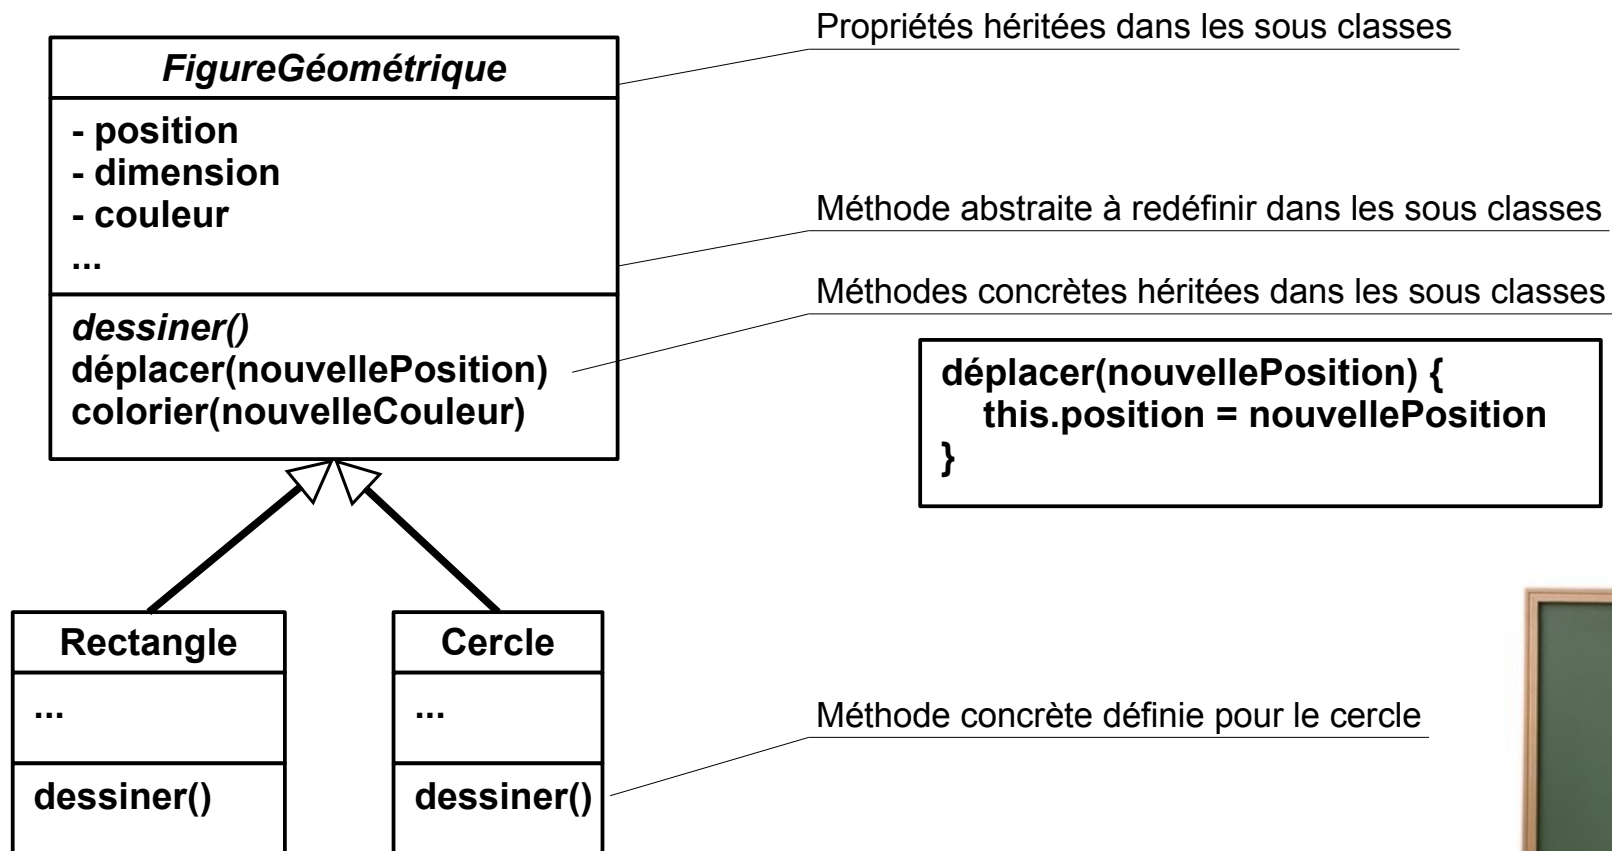 Propriétés héritées dans les sous classes
FigureGéométrique
- position
- dimension
- couleur
...
Méthode abstraite à redéfinir dans les sous classes
Méthodes concrètes héritées dans les sous classes
dessiner()
déplacer(nouvellePosition)
colorier(nouvelleCouleur)
déplacer(nouvellePosition) {
this.position = nouvellePosition
}
Rectangle
...
dessiner()
Cercle
...
dessiner()
Méthode concrète définie pour le cercle